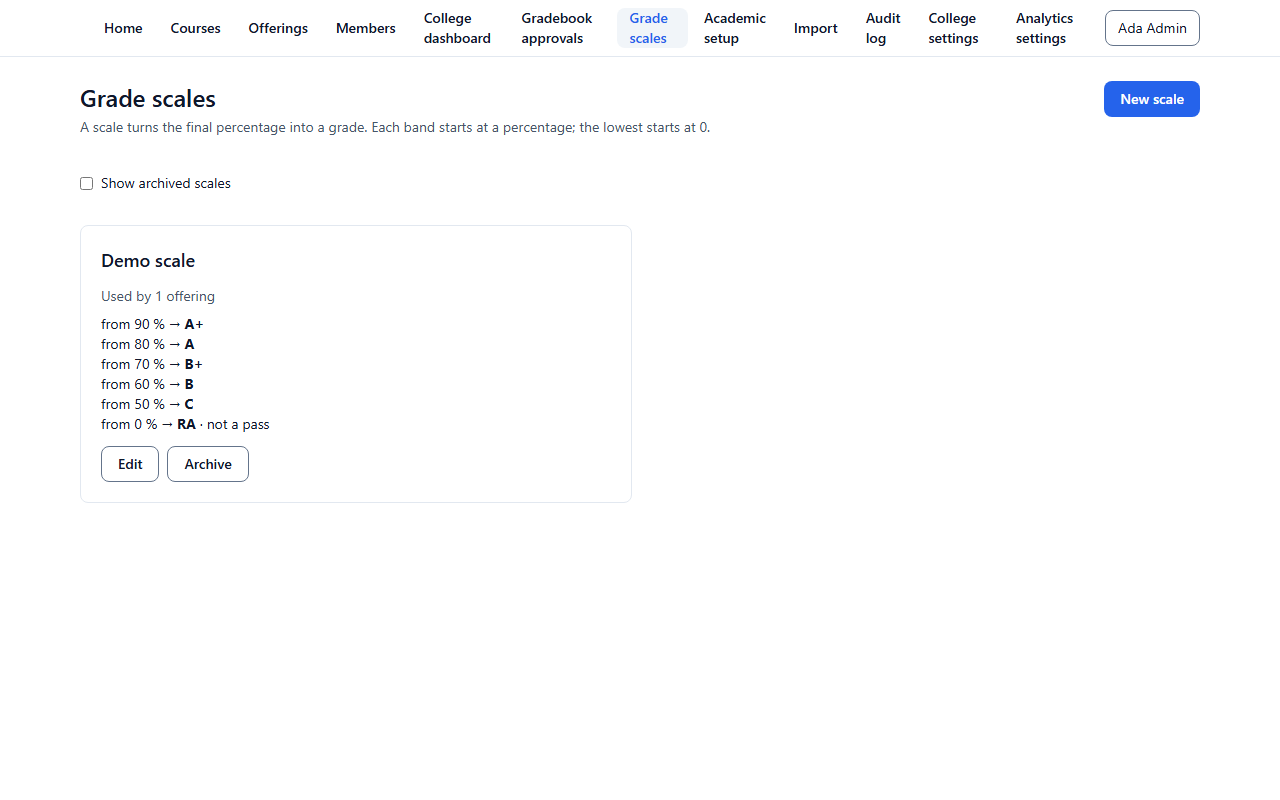 Home
Courses
Offerings
Members
College dashboard
Gradebook approvals
Grade scales
Academic setup
Import
Audit log
College settings
Analytics settings
Ada Admin
Grade scales
New scale
A scale turns the final percentage into a grade. Each band starts at a percentage; the lowest starts at 0.
Show archived scales
Demo scale
Used by 1 offering
from 90 % → A+
from 80 % → A
from 70 % → B+
from 60 % → B
from 50 % → C
from 0 % → RA · not a pass
Edit
Archive